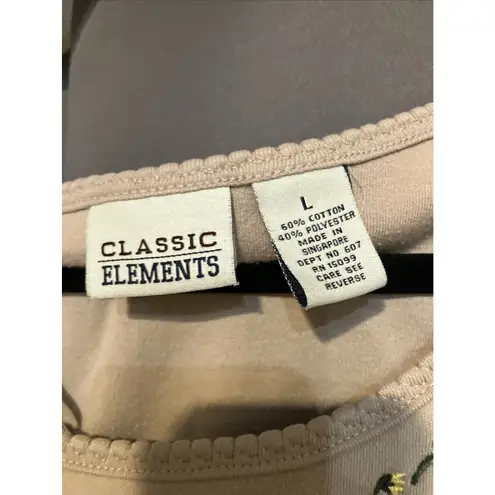 CLASSIC
ELEMENTS
L
60% COTTON
40% POLYESTER
MADE IN
SINGAPORE
DEPT NO 607
RN 15099
CARE SEE
REVERSE